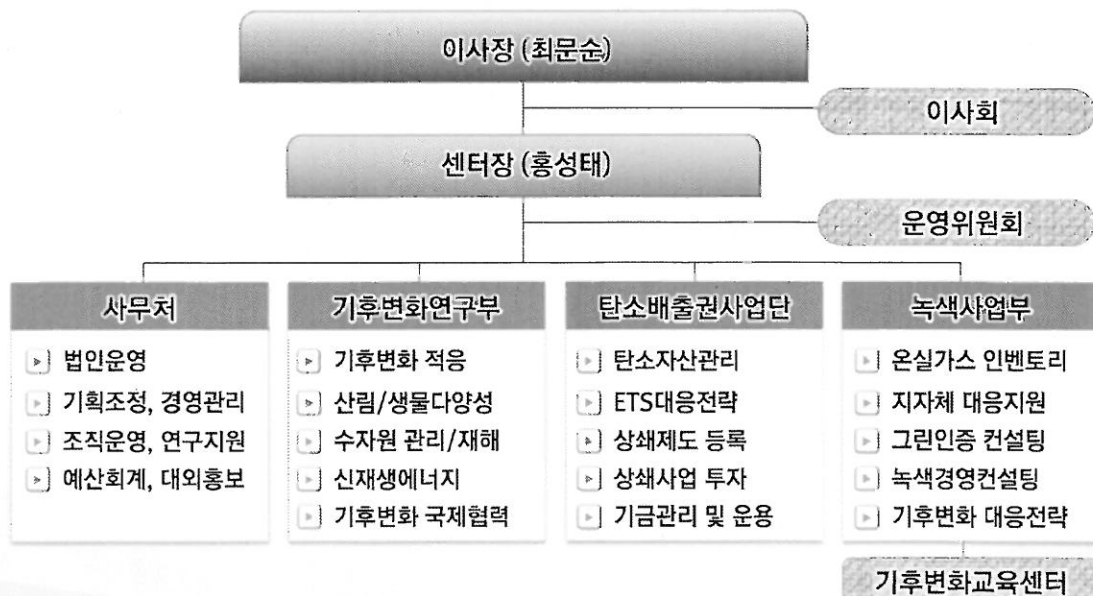 이사장 (최문순)
이사회
센터장 (홍성태)
운영위원회
사무처
법인운영
기획조정, 경영관리
조직운영, 연구지원
예산회계, 대외홍보
기후변화연구부
기후변화 적응
산림/생물다양성
수자원 관리/재해
신재생에너지
기후변화 국제협력
탄소배출권사업단
탄소자산관리
ETS대응전략
상쇄제도 등록
상쇄사업 투자
기금관리 및 운용
녹색사업부
온실가스 인벤토리
지자체 대응지원
그린인증 컨설팅
녹색경영컨설팅
기후변화 대응전략
기후변화교육센터